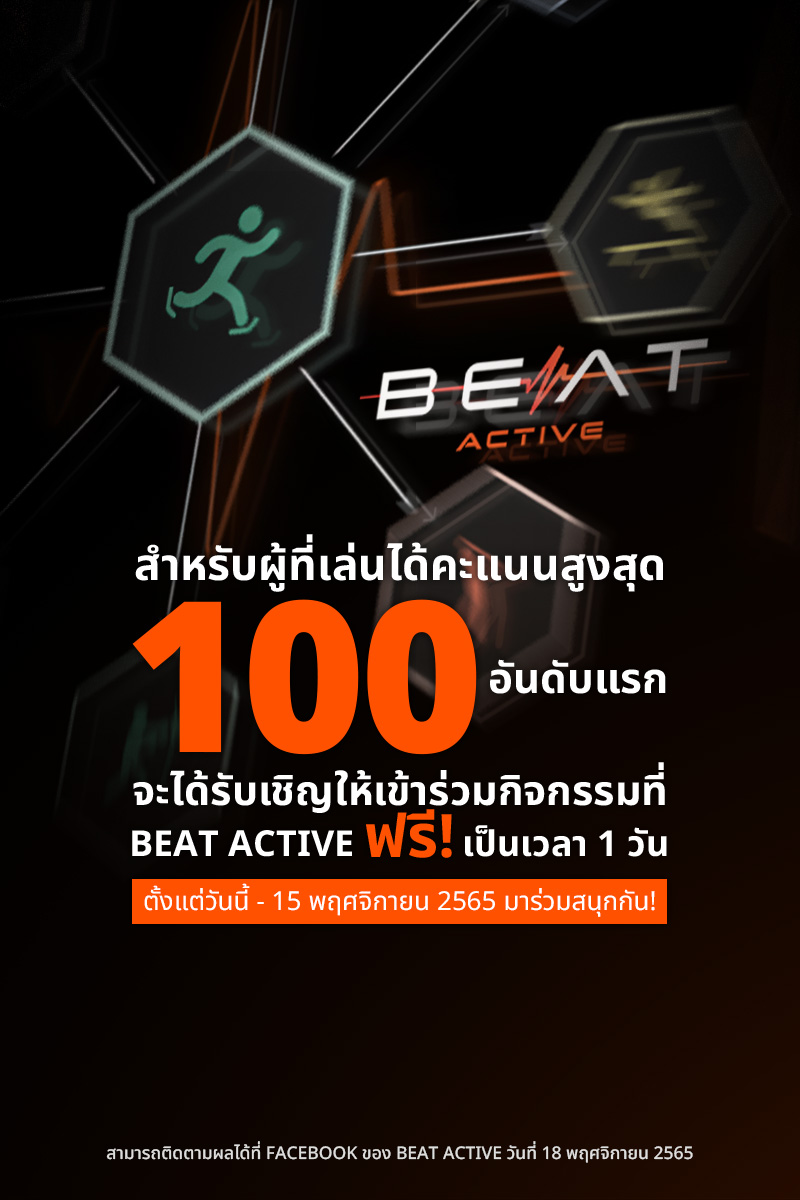 BEAT
ACTIVE
สำหรับผู้ที่เล่นได้คะแนนสูงสุด
100 อันดับแรก
จะได้รับเชิญให้เข้าร่วมกิจกรรมที่
BEAT ACTIVE ฟรี! เป็นเวลา 1 วัน
ตั้งแต่วันนี้ - 15 พฤศจิกายน 2565 มาร่วมสนุกกัน!
สามารถติดตามผลได้ที่ FACEBOOK ของ BEAT ACTIVE วันที่ 18 พฤศจิกายน 2565